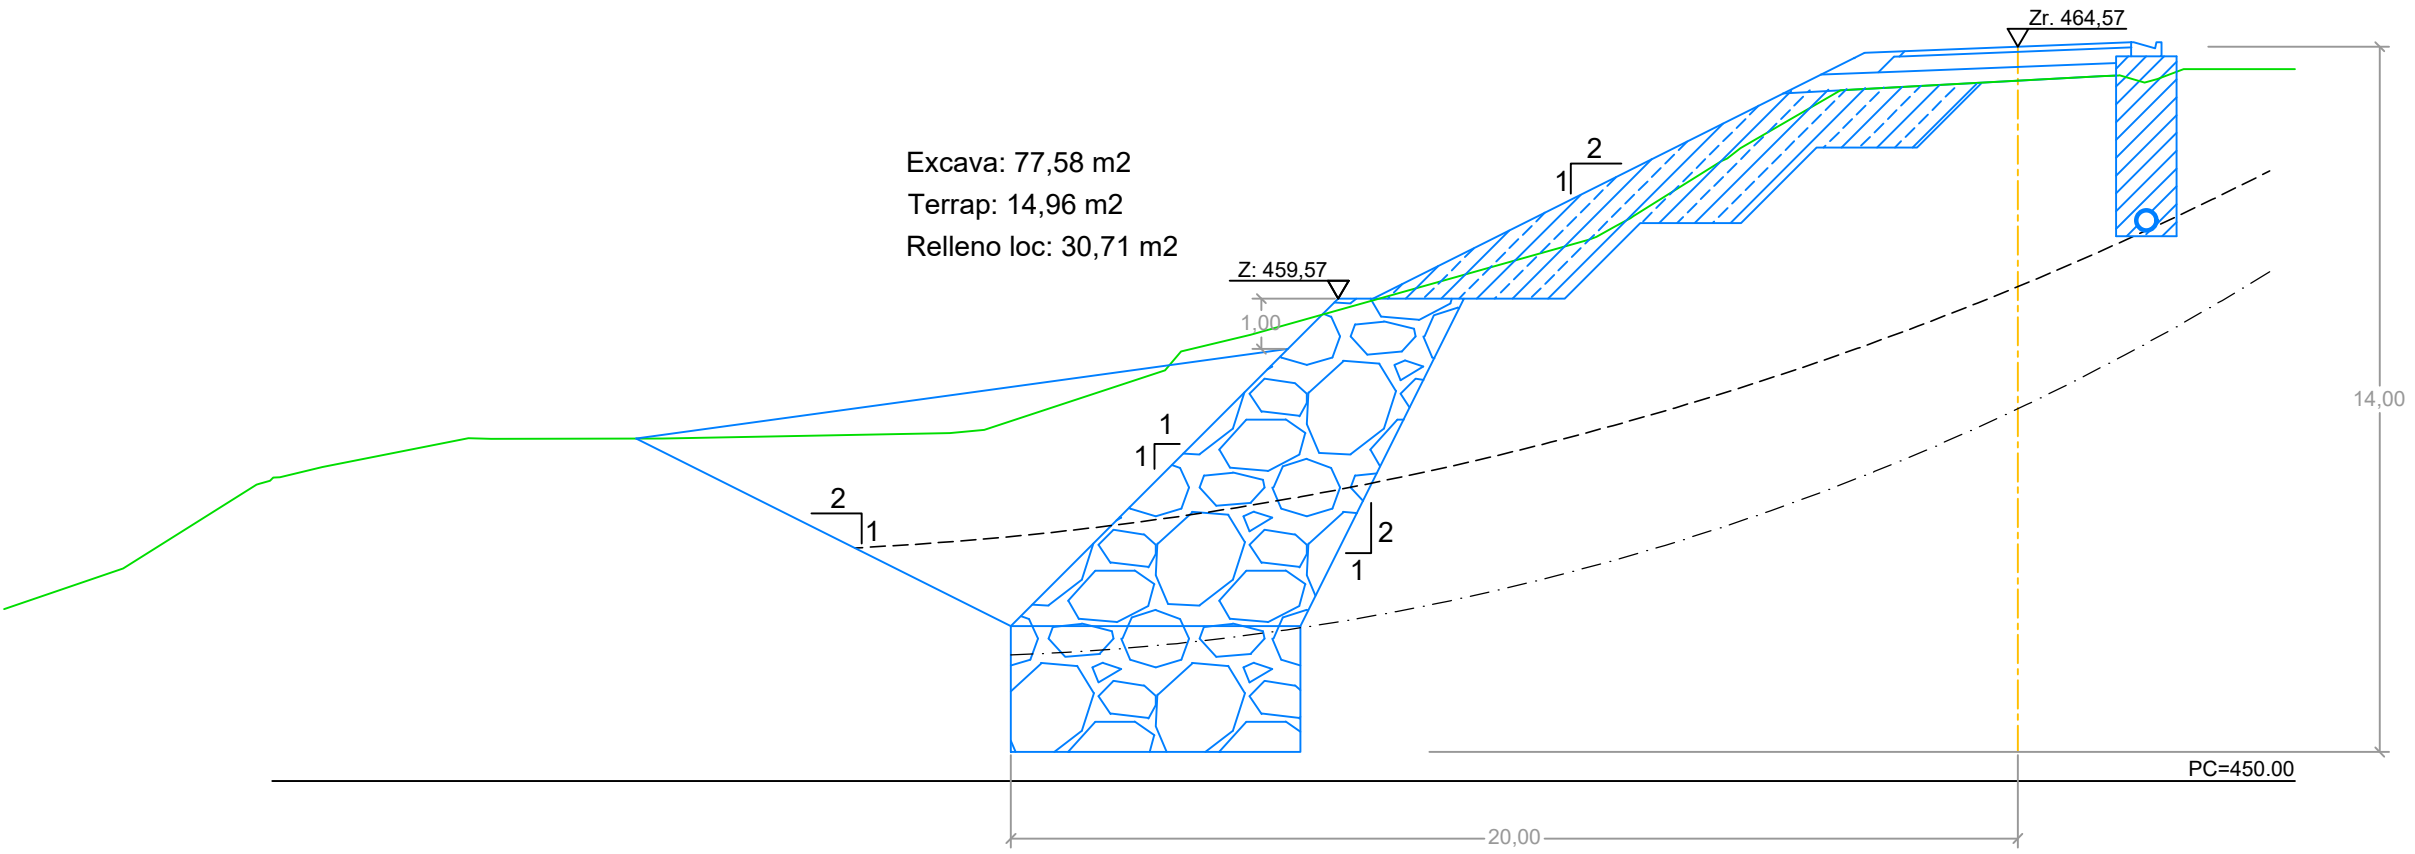 Zr. 464,57
Excava: 77,58 m2
Terrap: 14,96 m2
Relleno loc: 30,71 m2
2
1
Z: 459,57
1,00
14,00
1
1
2
1
2
1
PC=450.00
20,00